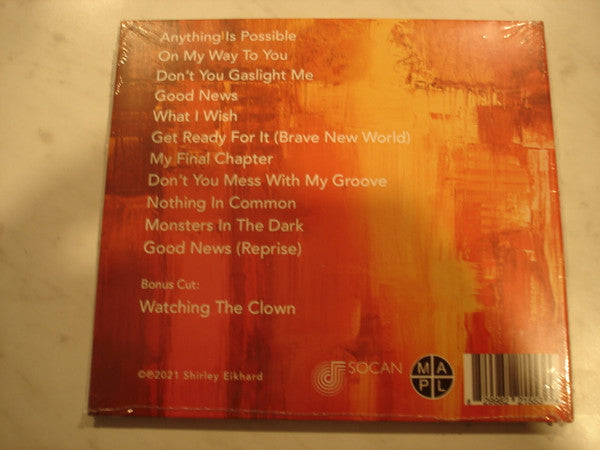 Anything Is Possible
On My Way To You
Don't You Gaslight Me
Good News
What I Wish
Get Ready For It (Brave New World)
My Final Chapter
Don't You Mess With My Groove
Nothing In Common
Monsters In The Dark
Good News (Reprise)
Bonus Cut:
Watching The Clown
©℗2021 Shirley Eikhard
SOCAN
M A
P L